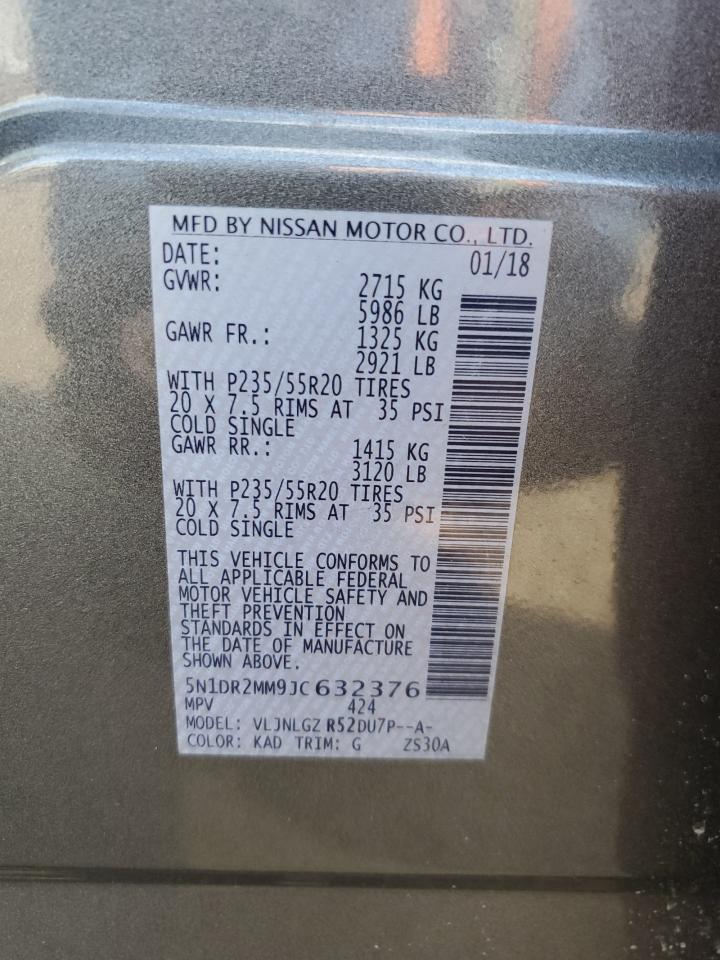 MFD BY NISSAN MOTOR CO., LTD.
DATE: 01/18
GVWR: 2715 KG
5986 LB
GAWR FR.: 1325 KG
2921 LB
WITH P235/55R20 TIRES
20 X 7.5 RIMS AT 35 PSI
COLD SINGLE
GAWR RR.: 1415 KG
3120 LB
WITH P235/55R20 TIRES
20 X 7.5 RIMS AT 35 PSI
COLD SINGLE
THIS VEHICLE CONFORMS TO
ALL APPLICABLE FEDERAL
MOTOR VEHICLE SAFETY AND
THEFT PREVENTION
STANDARDS IN EFFECT ON
THE DATE OF MANUFACTURE
SHOWN ABOVE.
5N1DR2MM9JC632376
MPV 424
MODEL: VLJNLGZ R52DU7P--A-
COLOR: KAD TRIM: G ZS30A